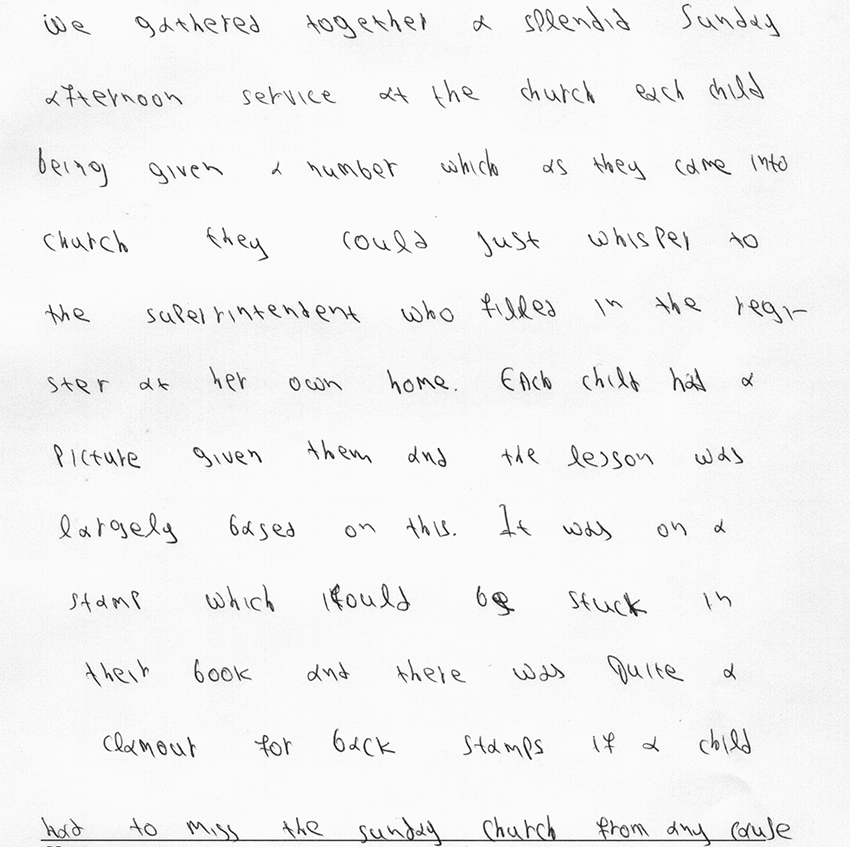 We gathered together a splendid Sunday
afternoon service at the church each child
being given a number which as they came into
church they could just whisper to
the superrintendent who filled in the regi-
ster at her own home. Each child had a
picture given them and the lesson was
largely based on this. It was on a
stamp which could be stuck in
their book and there was quite a
clamour for back stamps if a child
had to miss the sunday church from any cause